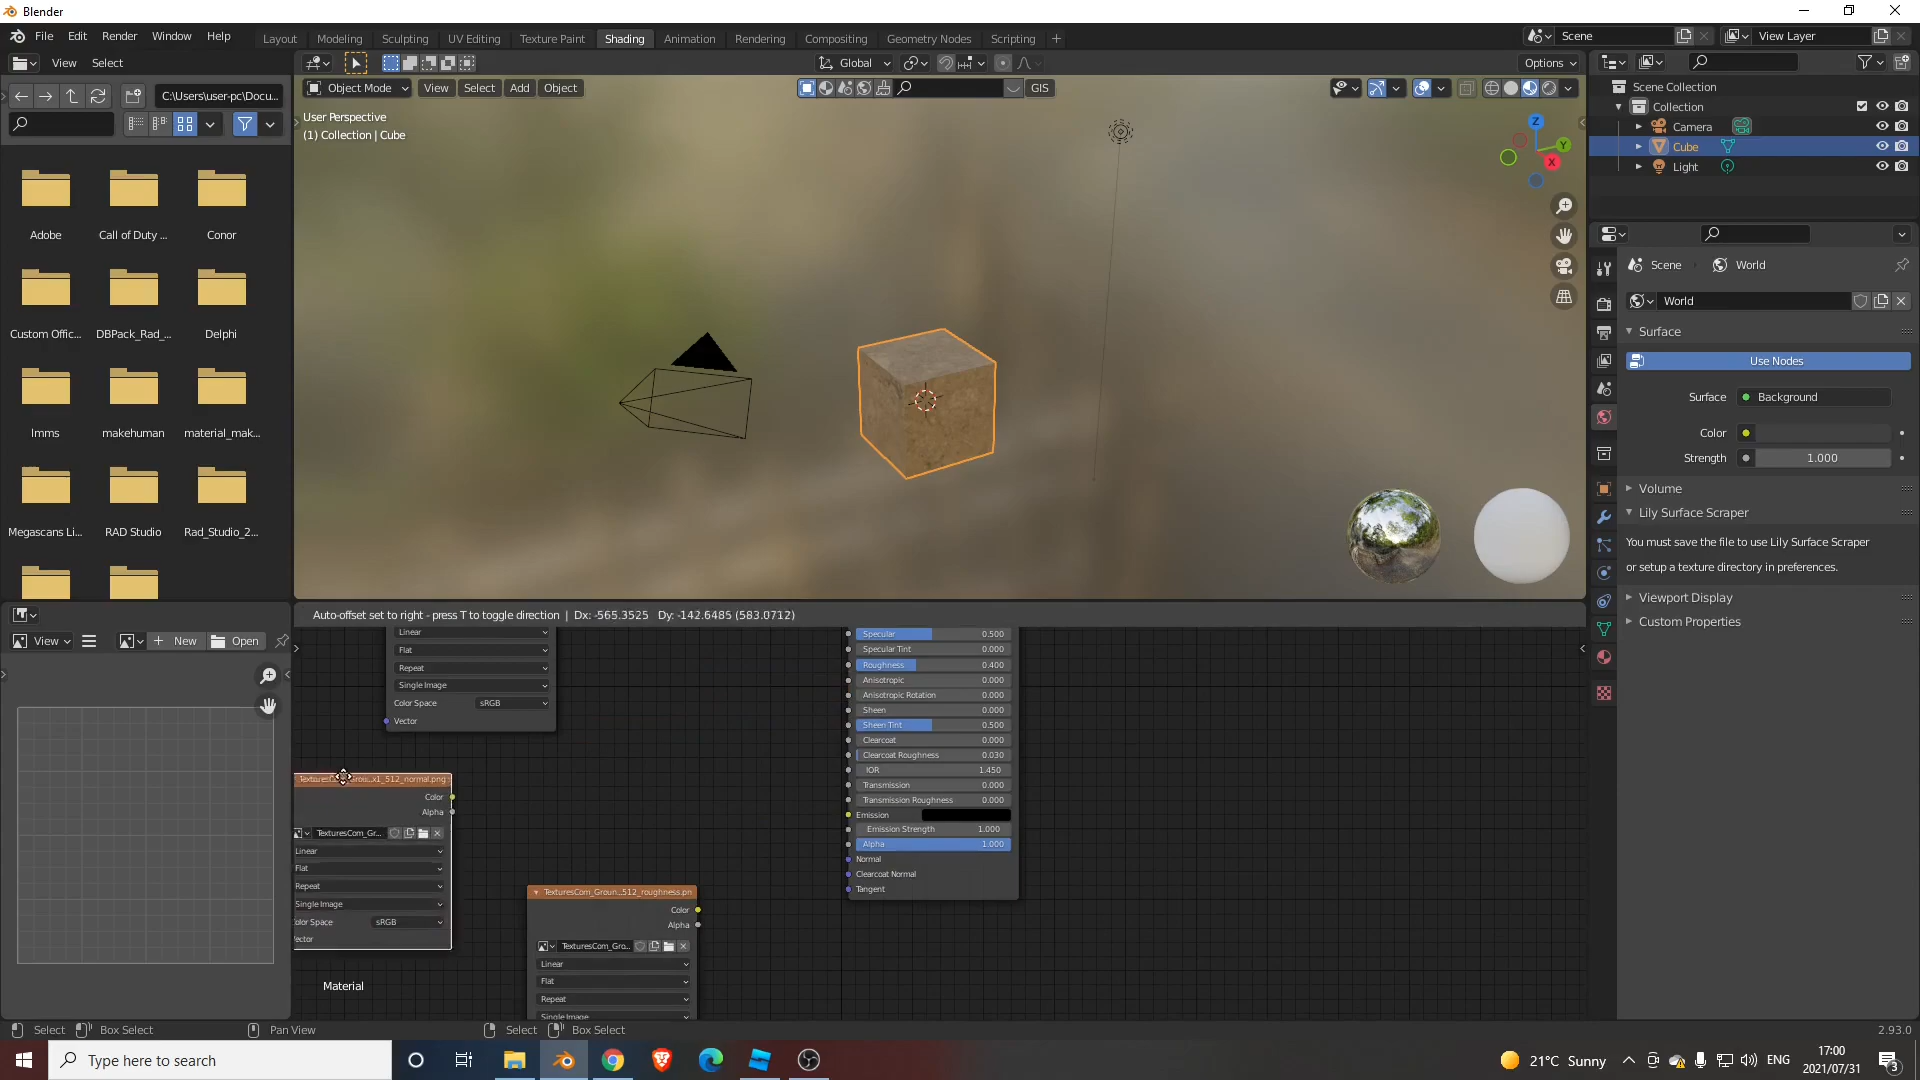 Blender
File Edit Render Window Help
Layout Modeling Sculpting UV Editing Texture Paint Shading Animation Rendering Compositing Geometry Nodes Scripting +
Scene
View Layer
View Select
Global
Options
C:\Users\user-pc\Docu...
Object Mode View Select Add Object
GIS
User Perspective
(1) Collection | Cube
Z
Y
X
Adobe
Call of Duty ...
Conor
Custom Offic...
DBPack_Rad_...
Delphi
lmms
makehuman
material_mak...
Megascans Li...
RAD Studio
Rad_Studio_2...
Scene Collection
Collection
Camera
Cube
Light
Scene
World
World
Surface
Use Nodes
Surface
Background
Color
Strength
1.000
Volume
Lily Surface Scraper
You must save the file to use Lily Surface Scraper
or setup a texture directory in preferences.
Viewport Display
Custom Properties
View
New
Open
Auto-offset set to right - press T to toggle direction | Dx: -565.3525 Dy: -142.6485 (583.0712)
Linear
Flat
Repeat
Single Image
Color Space sRGB
Vector
Color
Alpha
TexturesCom_Gr...
Linear
Flat
Repeat
Single Image
sRGB
Material
TexturesCom_Groun...512_roughness.pn
Color
Alpha
TexturesCom_Gro...
Linear
Flat
Repeat
Single Image
Specular 0.500
Specular Tint 0.000
Roughness 0.400
Anisotropic 0.000
Anisotropic Rotation 0.000
Sheen 0.000
Sheen Tint 0.500
Clearcoat 0.000
Clearcoat Roughness 0.030
IOR 1.450
Transmission 0.000
Transmission Roughness 0.000
Emission
Emission Strength 1.000
Alpha 1.000
Normal
Clearcoat Normal
Tangent
Select Box Select Pan View Select Box Select
2.93.0
Type here to search
21°C Sunny
ENG
17:00
2021/07/31
3